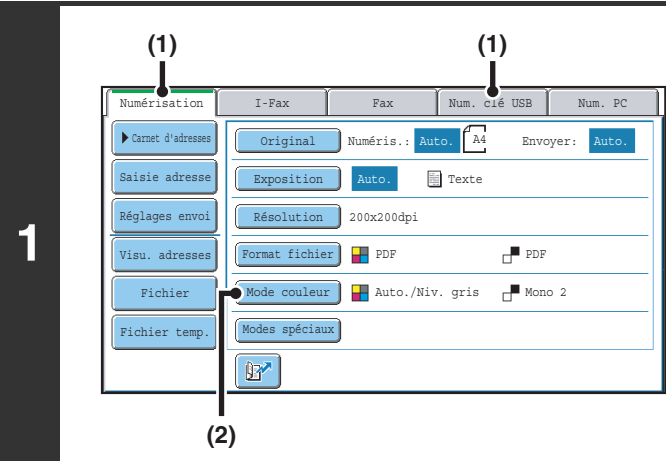 (1) (1)
Numérisation I-Fax Fax Num. clé USB Num. PC
Carnet d'adresses Original Numéris.: Auto. A4 Envoyer: Auto.
Saisie adresse Exposition Auto. Texte
Réglages envoi Résolution 200x200dpi
1
Visu. adresses Format fichier PDF PDF
Fichier Mode couleur Auto./Niv. gris Mono 2
Fichier temp. Modes spéciaux
(2)